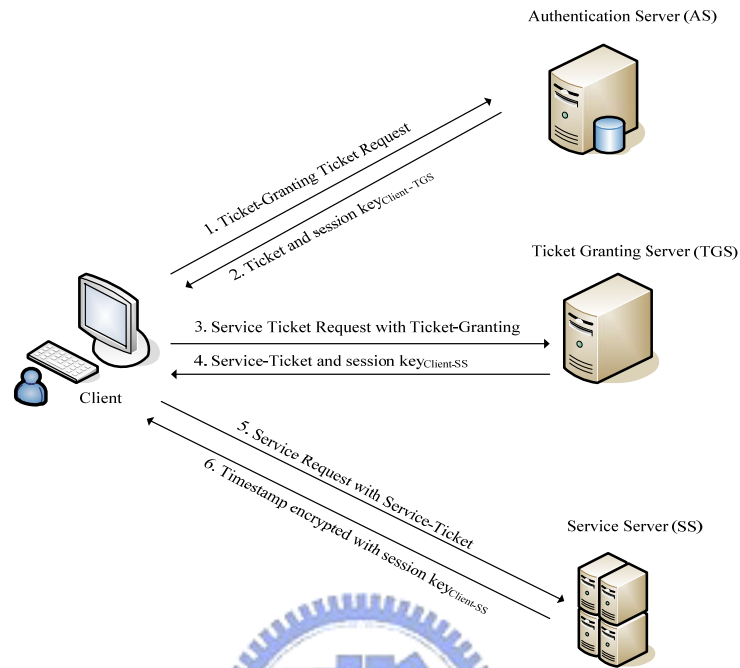 Authentication Server (AS)
1. Ticket-Granting Ticket Request
2. Ticket and session keyClient-TGS
Ticket Granting Server (TGS)
3. Service Ticket Request with Ticket-Granting
4. Service-Ticket and session keyClient-SS
Client
5. Service Request with Service-Ticket
6. Timestamp encrypted with session keyClient-SS
Service Server (SS)